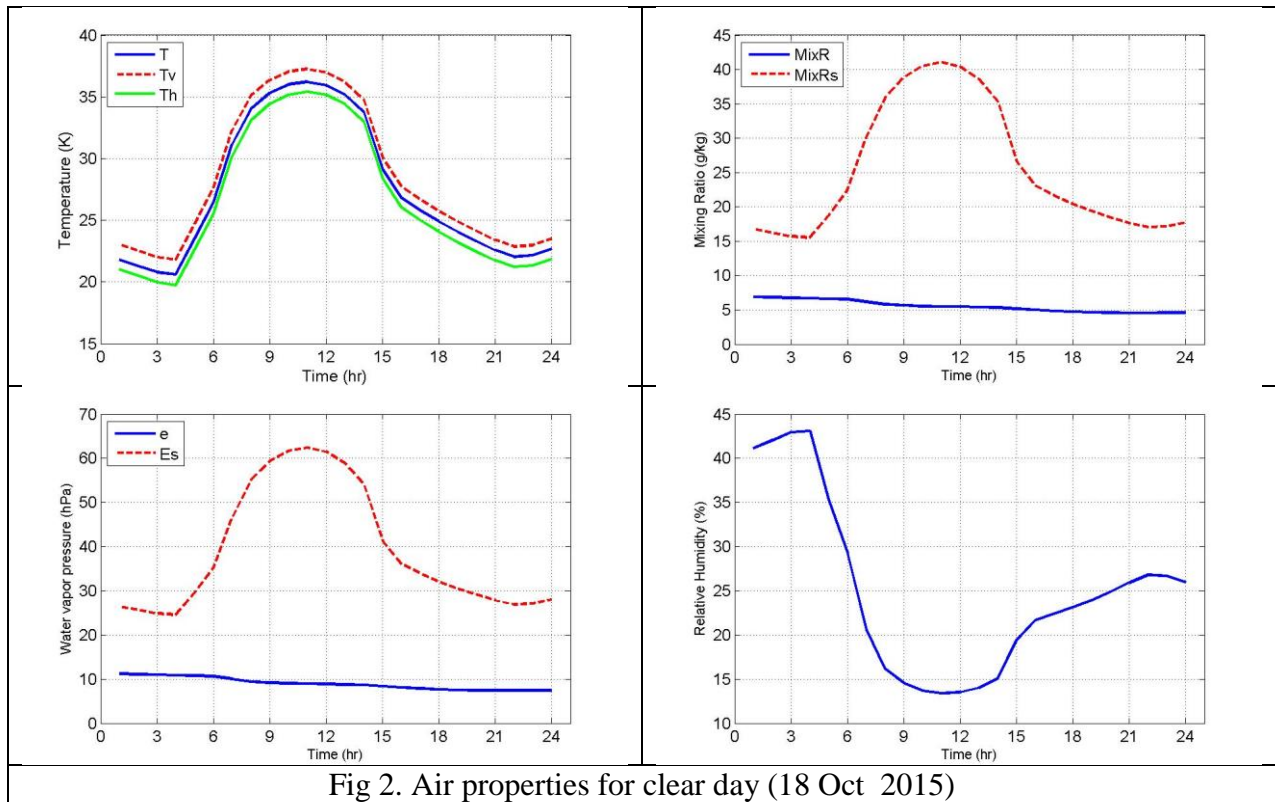 40
35
30
25
20
15
Temperature (K)
T
Tv
Th
0 3 6 9 12 15 18 21 24
Time (hr)
45
40
35
30
25
20
15
10
5
0
Mixing Ratio (g/kg)
MixR
MixRs
0 3 6 9 12 15 18 21 24
Time (hr)
70
60
50
40
30
20
10
0
Water vapor pressure (hPa)
e
Es
0 3 6 9 12 15 18 21 24
Time (hr)
45
40
35
30
25
20
15
10
Relative Humidity (%)
0 3 6 9 12 15 18 21 24
Time (hr)
Fig 2. Air properties for clear day (18 Oct 2015)